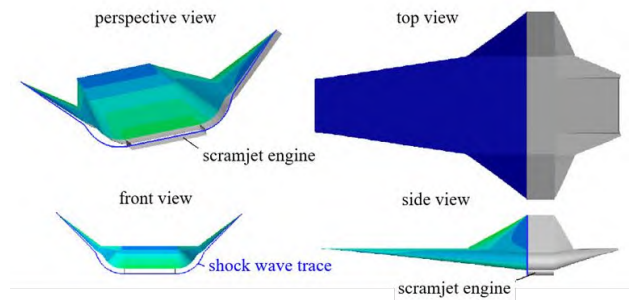 perspective view
top view
scramjet engine
front view
side view
shock wave trace
scramjet engine